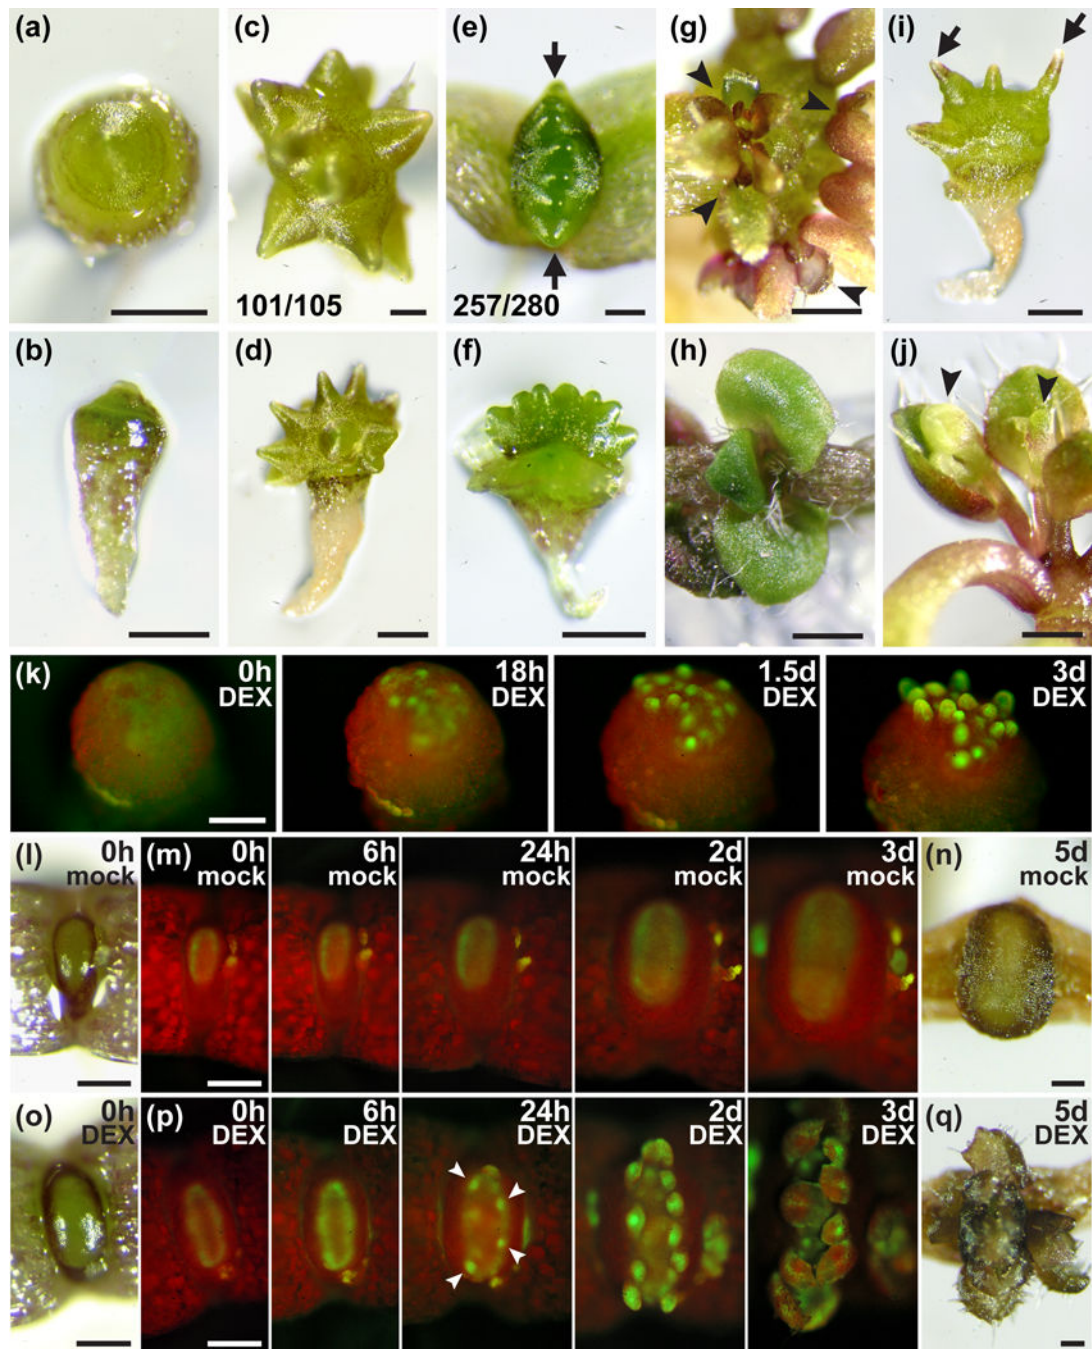 (a)
(c)
(e)
(g)
(i)
101/105
257/280
(b)
(d)
(f)
(h)
(j)
(k)
0h
DEX
18h
DEX
1.5d
DEX
3d
DEX
(l)
0h
mock
(m)
0h
mock
6h
mock
24h
mock
2d
mock
3d
mock
(n)
5d
mock
(o)
0h
DEX
(p)
0h
DEX
6h
DEX
24h
DEX
2d
DEX
3d
DEX
(q)
5d
DEX